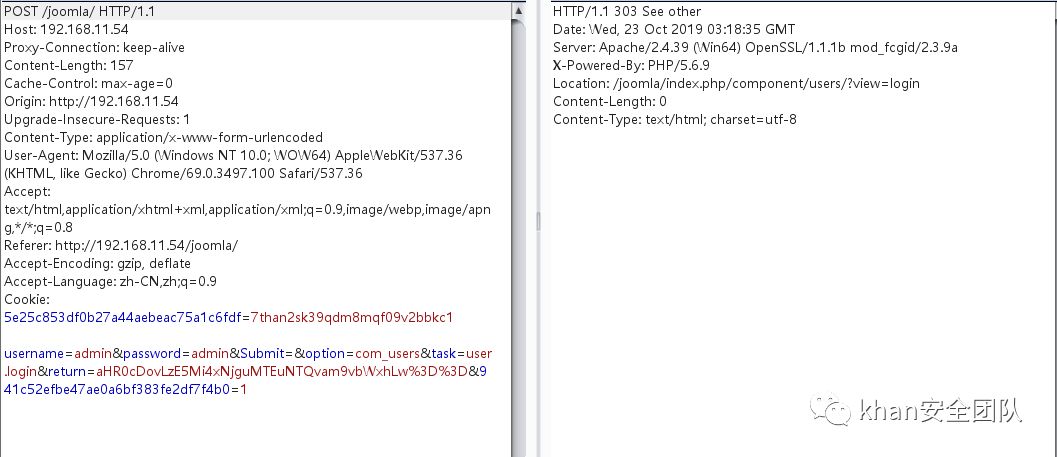 POST /joomla/ HTTP/1.1
Host: 192.168.11.54
Proxy-Connection: keep-alive
Content-Length: 157
Cache-Control: max-age=0
Origin: http://192.168.11.54
Upgrade-Insecure-Requests: 1
Content-Type: application/x-www-form-urlencoded
User-Agent: Mozilla/5.0 (Windows NT 10.0; WOW64) AppleWebKit/537.36
(KHTML, like Gecko) Chrome/69.0.3497.100 Safari/537.36
Accept:
text/html,application/xhtml+xml,application/xml;q=0.9,image/webp,image/apn
g,*/*;q=0.8
Referer: http://192.168.11.54/joomla/
Accept-Encoding: gzip, deflate
Accept-Language: zh-CN,zh;q=0.9
Cookie:
5e25c853df0b27a44aebeac75a1c6fdf=7than2sk39qdm8mqf09v2bbkc1
username=admin&password=admin&Submit=&option=com_users&task=user
.login&return=aHR0cDovLzE5Mi4xNjguMTEuNTQvam9vbWxhLw%3D%3D&9
41c52efbe47ae0a6bf383fe2df7f4b0=1
HTTP/1.1 303 See other
Date: Wed, 23 Oct 2019 03:18:35 GMT
Server: Apache/2.4.39 (Win64) OpenSSL/1.1.1b mod_fcgid/2.3.9a
X-Powered-By: PHP/5.6.9
Location: /joomla/index.php/component/users/?view=login
Content-Length: 0
Content-Type: text/html; charset=utf-8
khan安全团队